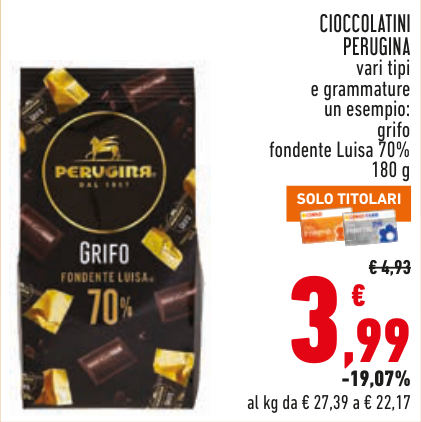 CIOCCOLATINI
PERUGINA
vari tipi
e grammature
un esempio:
grifo
fondente Luisa 70%
180 g
SOLO TITOLARI
€ 4,93
3,99 €
-19,07%
al kg da € 27,39 a € 22,17
PERUGINA
DAL 1907
GRIFO
FONDENTE LUISA
70%